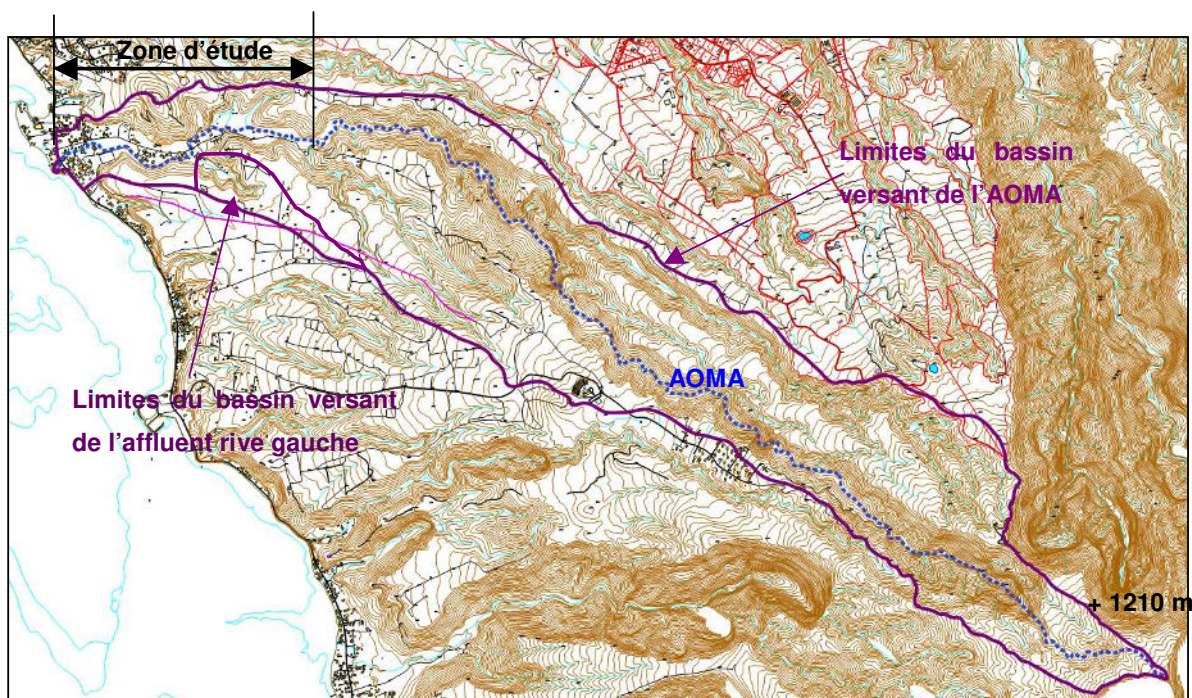 Zone d'étude
Limites du bassin
versant de l'AOMA
AOMA
Limites du bassin versant
de l'affluent rive gauche
+ 1210 m